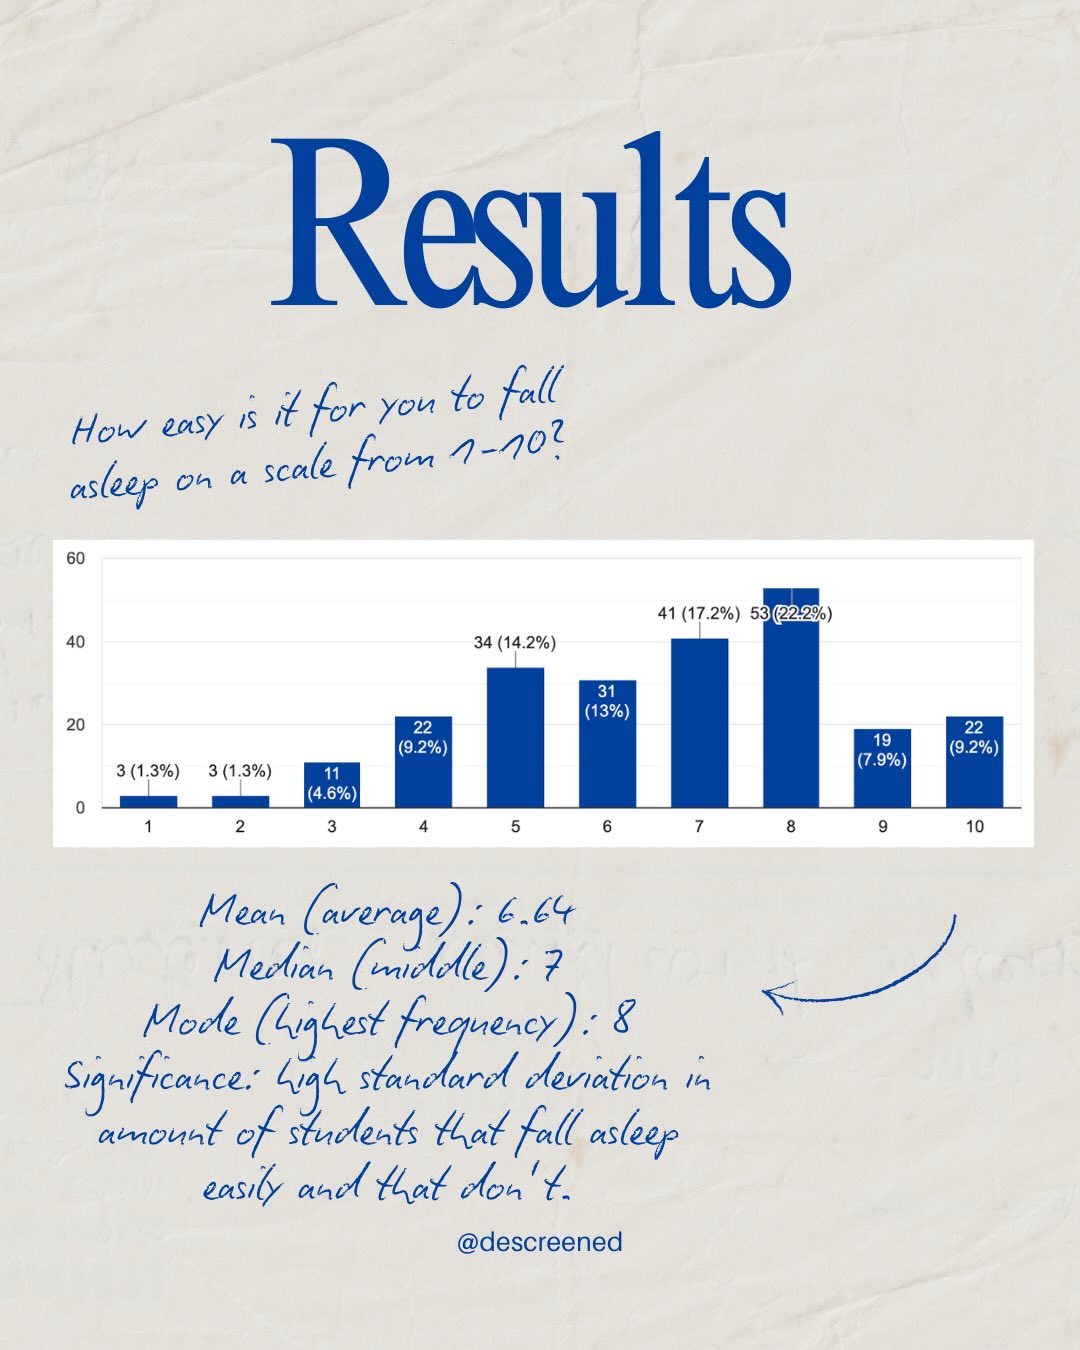 Results
How easy is it for you to fall
asleep on a scale from 1-10?
60
40
20
0
3 (1.3%)
3 (1.3%)
11
(4.6%)
22
(9.2%)
34 (14.2%)
31
(13%)
41 (17.2%)
53 (22.2%)
19
(7.9%)
22
(9.2%)
1 2 3 4 5 6 7 8 9 10
Mean (average): 6.64
Median (middle): 7
Mode (highest frequency): 8
Significance: high standard deviation in
amount of students that fall asleep
easily and that don't.
@descreened